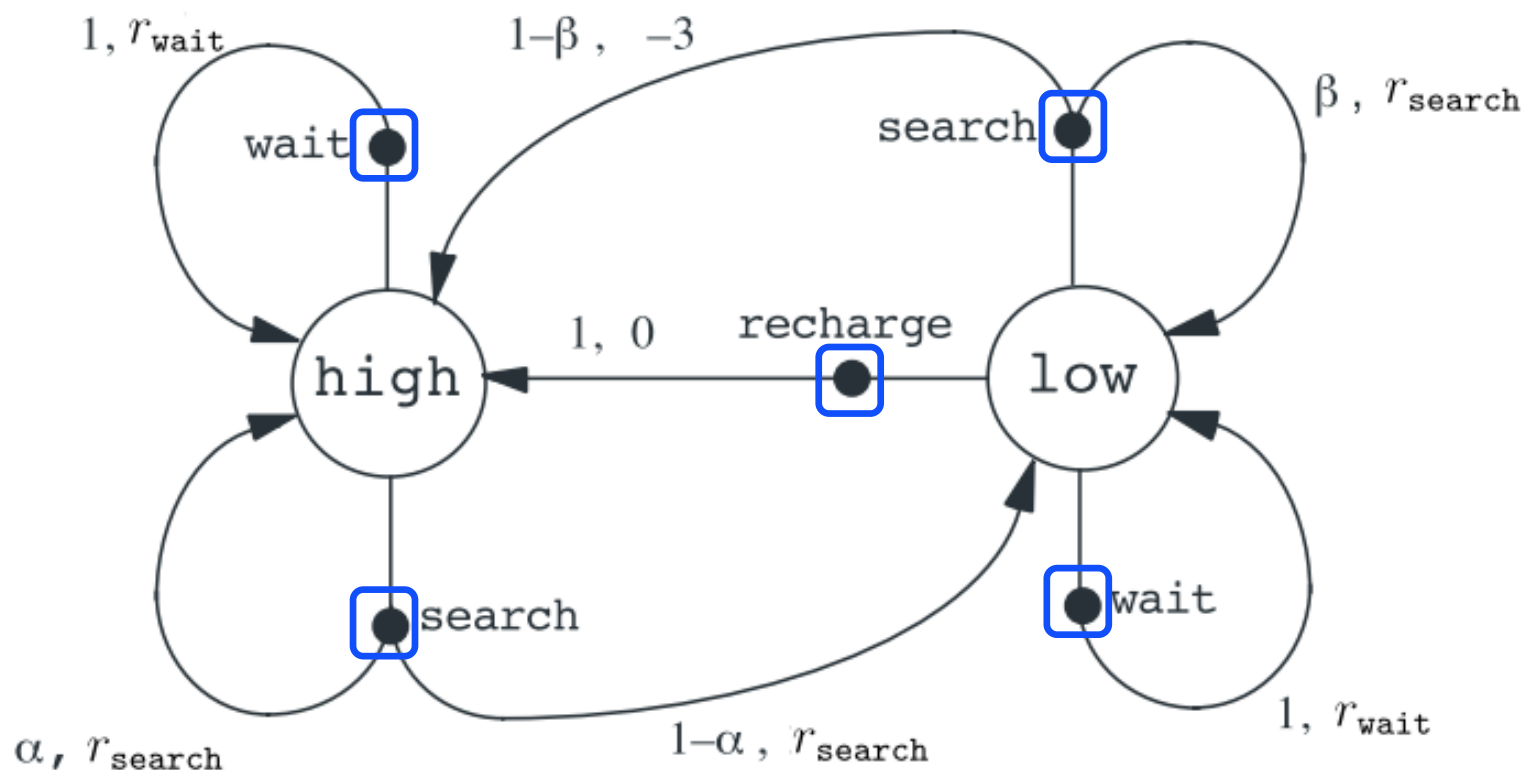 1, r_wait
1–β , –3
β , r_search
wait
search
recharge
1, 0
high
low
search
wait
α, r_search
1–α , r_search
1, r_wait